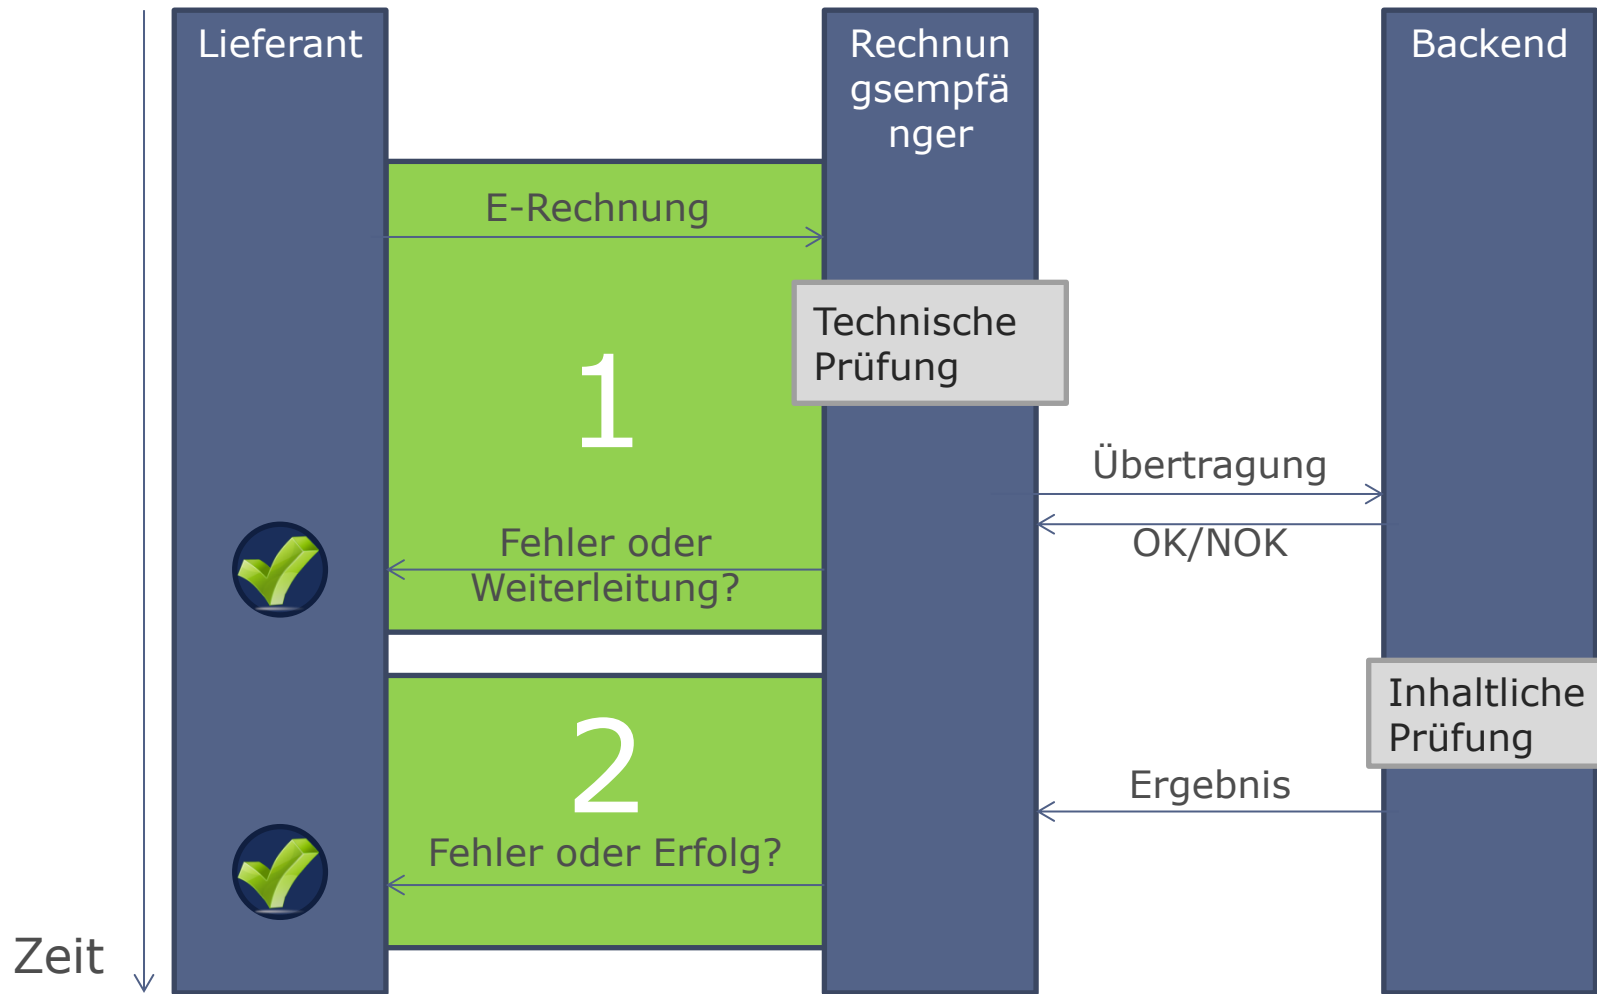 Lieferant
Rechnun
gsempfä
nger
Backend
E-Rechnung
Technische
Prüfung
1
Übertragung
OK/NOK
Fehler oder
Weiterleitung?
Inhaltliche
Prüfung
2
Ergebnis
Fehler oder Erfolg?
Zeit